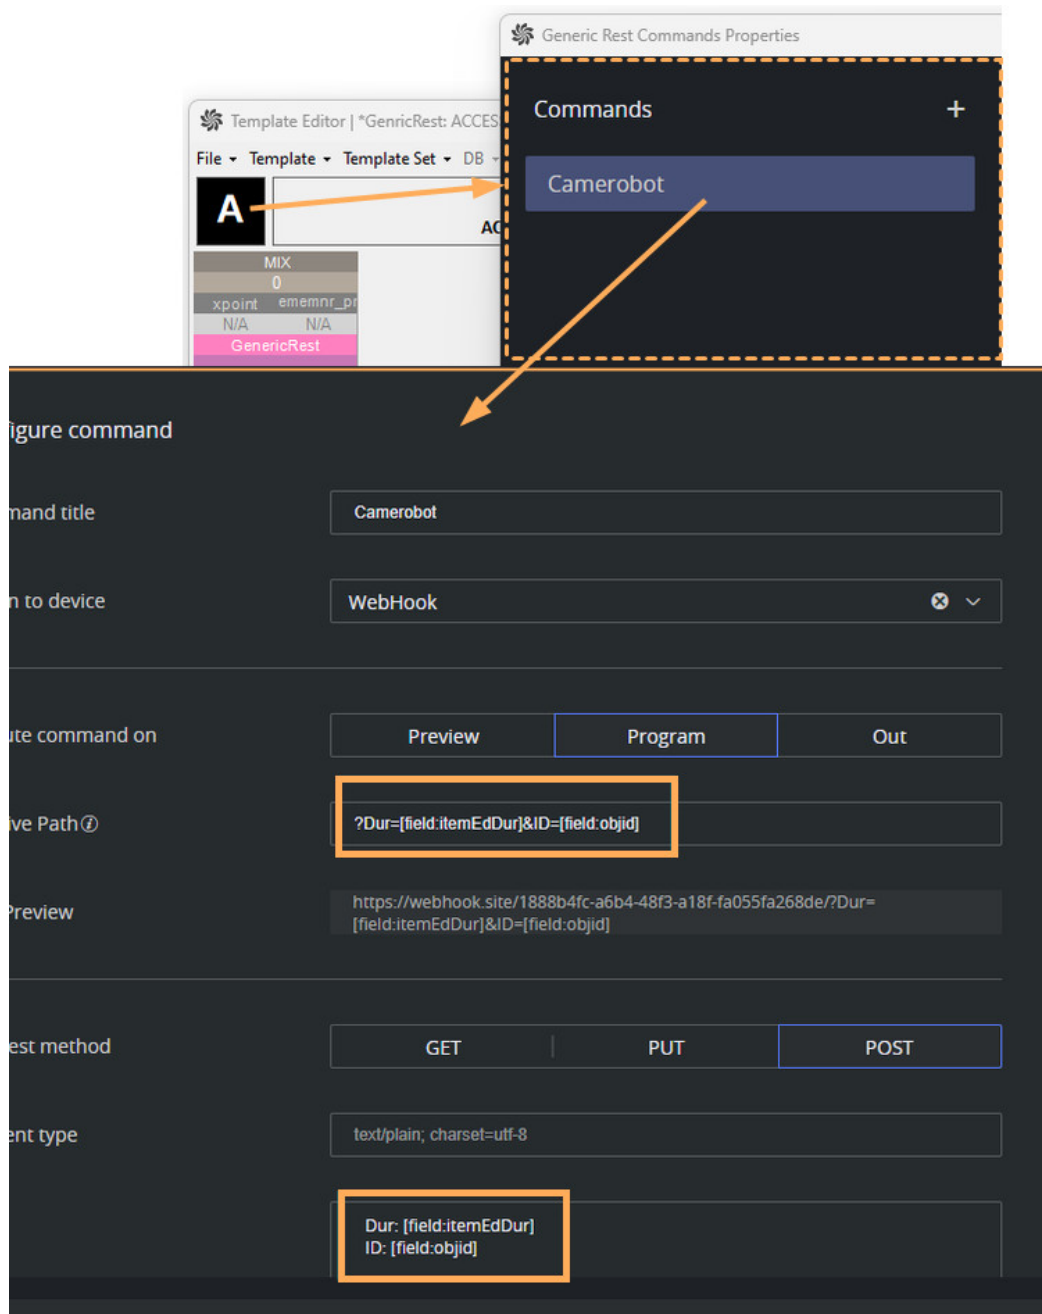 Generic Rest Commands Properties
Commands +
Camerobot
Template Editor | *GenricRest: ACCES
File Template Template Set DB
A
AC
MIX
0
xpoint ememnr_pr
N/A N/A
GenericRest
igure command
mand title
Camerobot
n to device
WebHook
ute command on
Preview Program Out
ive Path
?Dur=[field:itemEdDur]&ID=[field:objid]
Preview
https://webhook.site/1888b4fc-a6b4-48f3-a18f-fa055fa268de/?Dur=
[field:itemEdDur]&ID=[field:objid]
est method
GET PUT POST
ent type
text/plain; charset=utf-8
Dur: [field:itemEdDur]
ID: [field:objid]